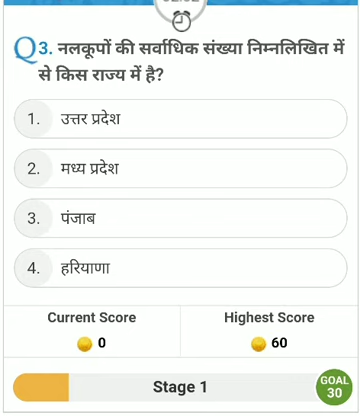 Q3. नलकूपों की सर्वाधिक संख्या निम्नलिखित में
से किस राज्य में है?
1. उत्तर प्रदेश
2. मध्य प्रदेश
3. पंजाब
4. हरियाणा
Current Score Highest Score
0 60
Stage 1
GOAL
30